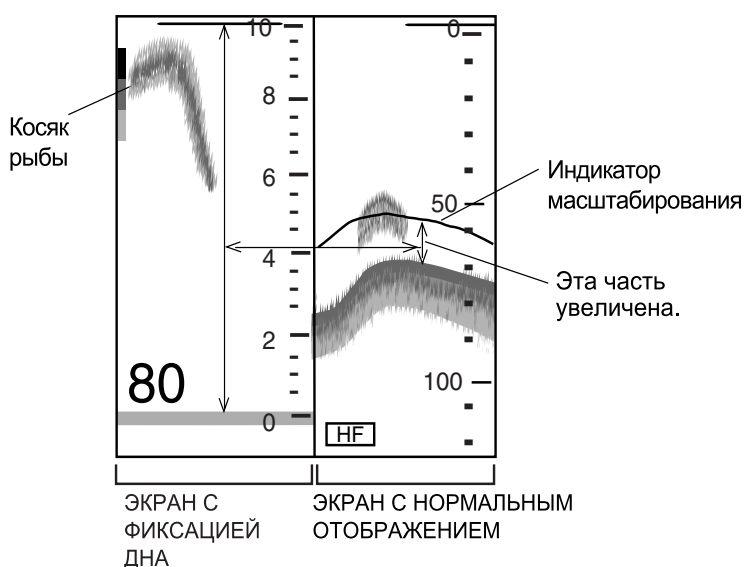 Косяк
рыбы
10
8
6
4
2
0
80
0
50
100
HF
Индикатор
масштабирования
Эта часть
увеличена.
ЭКРАН С
ФИКСАЦИЕЙ
ДНА
ЭКРАН С НОРМАЛЬНЫМ
ОТОБРАЖЕНИЕМ